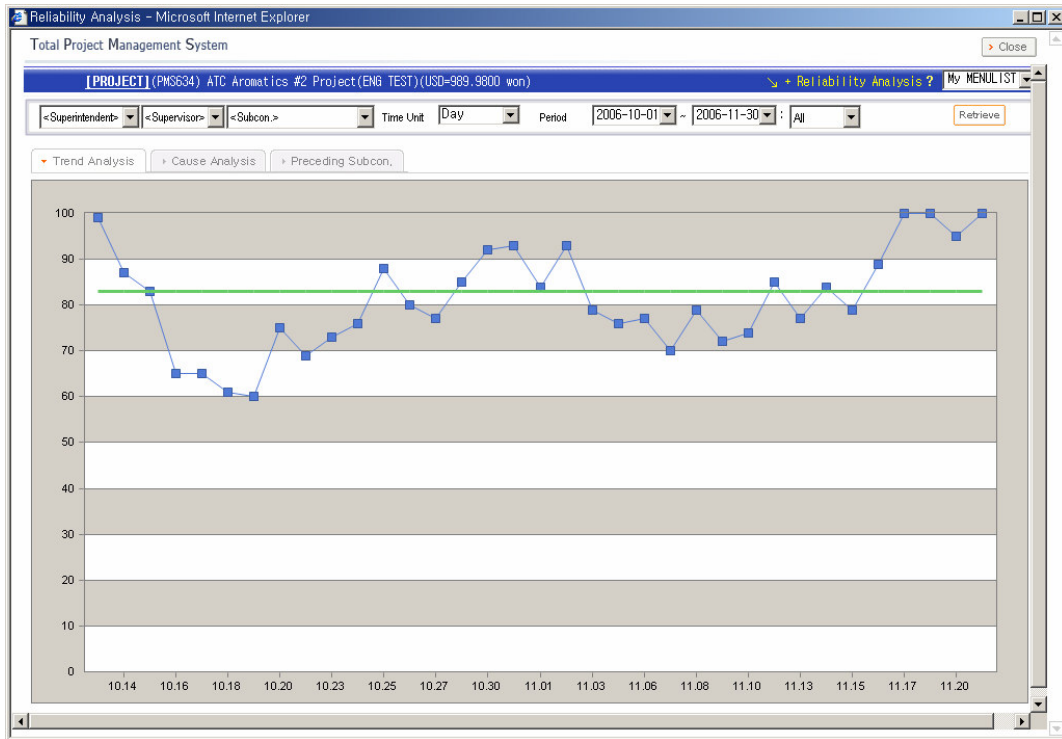 Reliability Analysis - Microsoft Internet Explorer
Total Project Management System
Close
[PROJECT](PMS634) ATC Aromatics #2 Project(ENG TEST)(USD=989.9800 won)
+ Reliability Analysis ? My MENULIST
<Superintendent> <Supervisor> <Subcon.> Time Unit Day Period 2006-10-01 ~ 2006-11-30 : All Retrieve
Trend Analysis Cause Analysis Preceding Subcon.
100
90
80
70
60
50
40
30
20
10
0
10.14 10.16 10.18 10.20 10.23 10.25 10.27 10.30 11.01 11.03 11.06 11.08 11.10 11.13 11.15 11.17 11.20